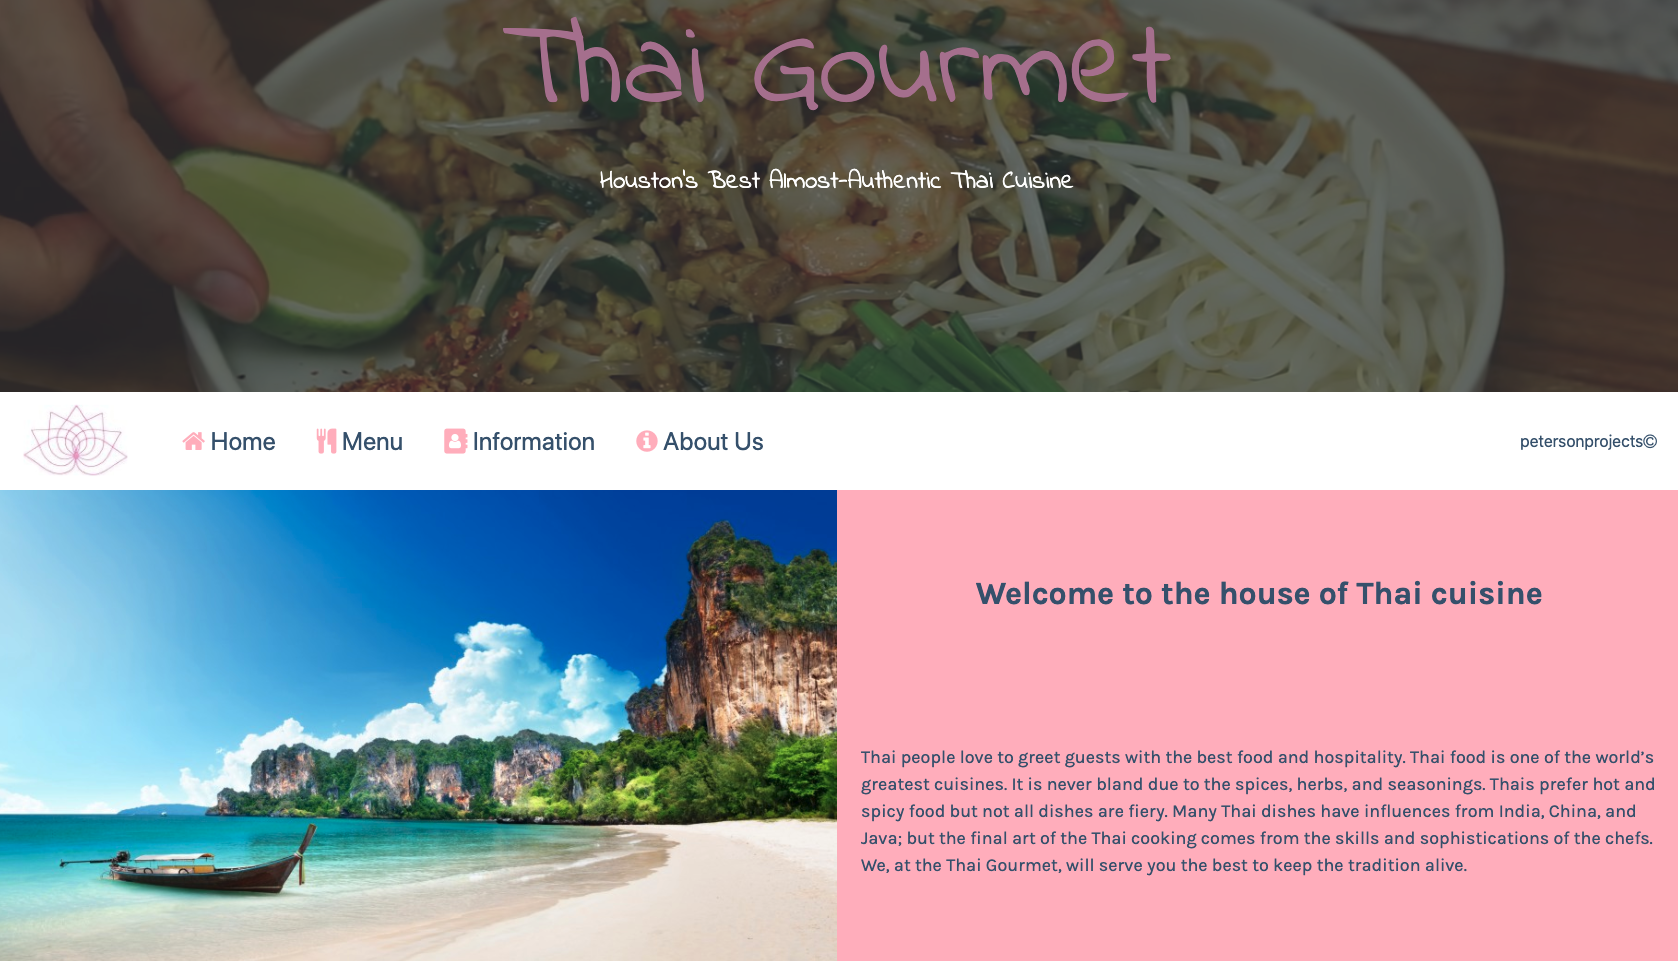 Thai Gourmet
Houston's Best Almost-Authentic Thai Cuisine
Home
Menu
Information
About Us
petersonprojects©
Welcome to the house of Thai cuisine
Thai people love to greet guests with the best food and hospitality. Thai food is one of the world’s
greatest cuisines. It is never bland due to the spices, herbs, and seasonings. Thais prefer hot and
spicy food but not all dishes are fiery. Many Thai dishes have influences from India, China, and
Java; but the final art of the Thai cooking comes from the skills and sophistications of the chefs.
We, at the Thai Gourmet, will serve you the best to keep the tradition alive.